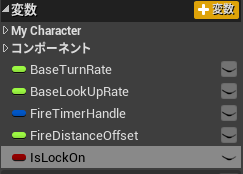 変数
+ 変数
My Character
コンポーネント
BaseTurnRate
BaseLookUpRate
FireTimerHandle
FireDistanceOffset
IsLockOn